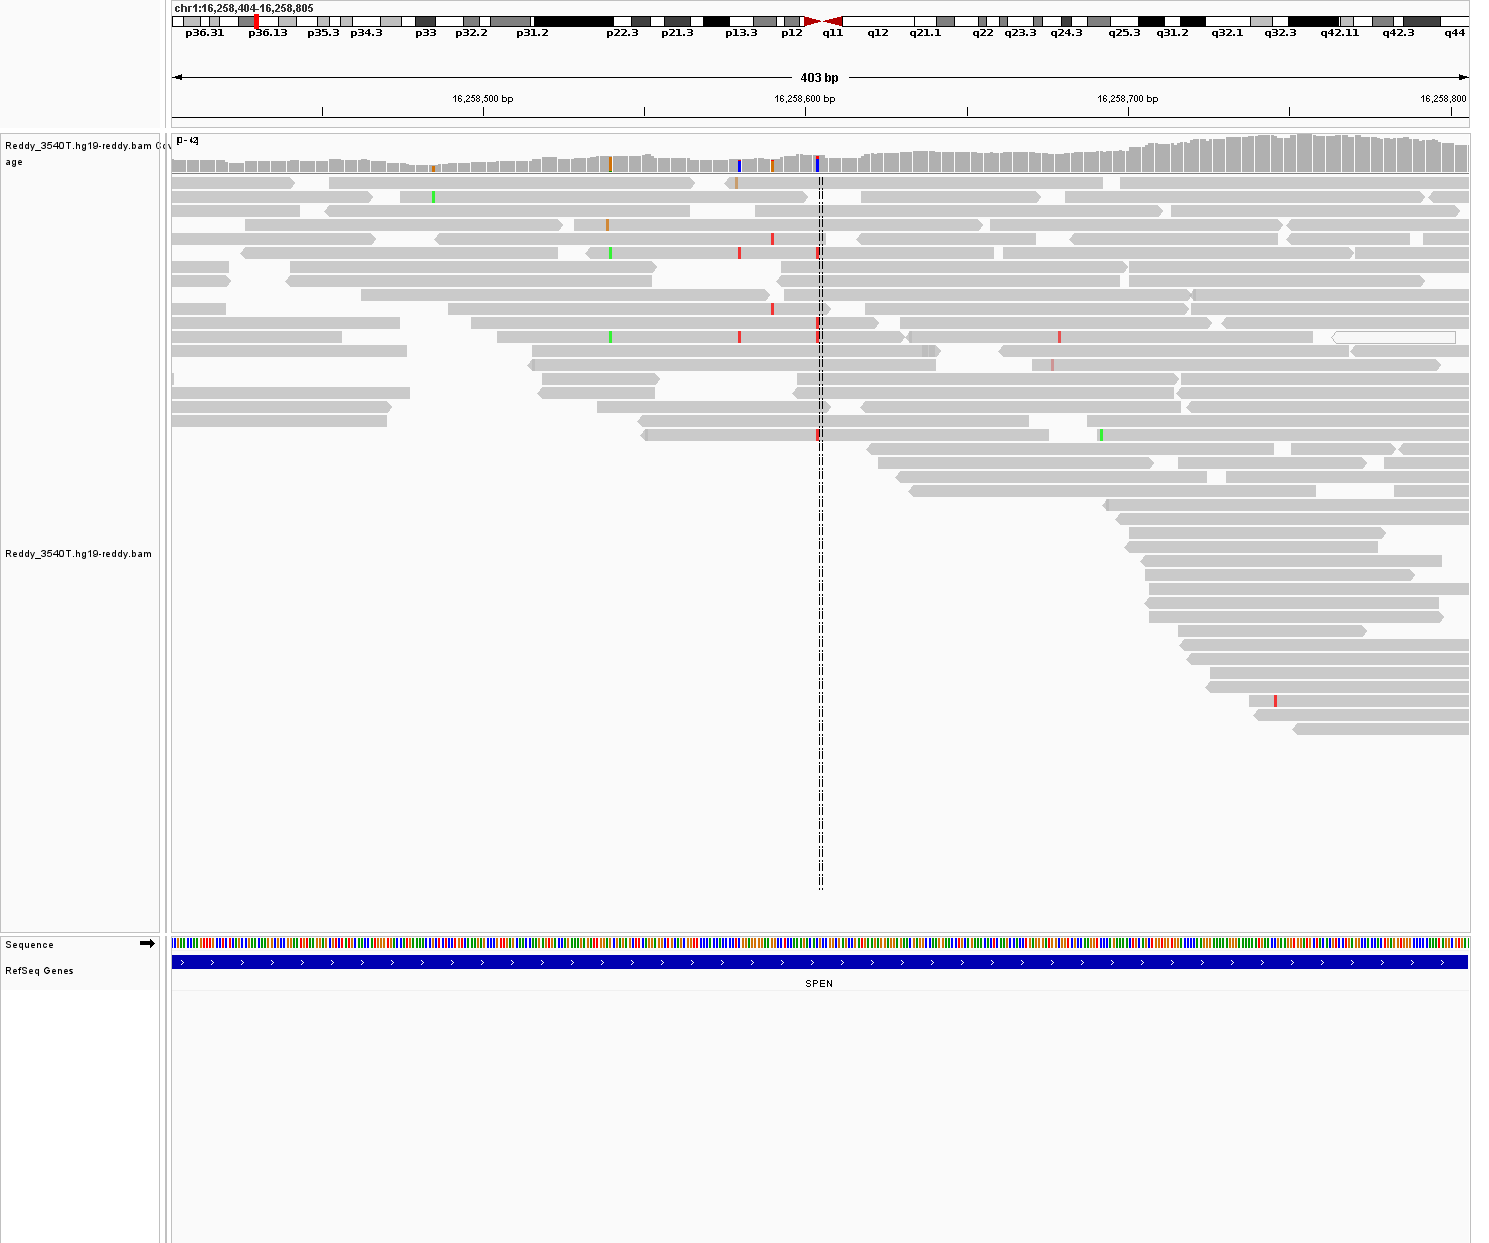 chr1:16,258,404-16,258,805
p36.31 p36.13 p35.3 p34.3 p33 p32.2 p31.2 p22.3 p21.3 p13.3 p12 q11 q12 q21.1 q22 q23.3 q24.3 q25.3 q31.2 q32.1 q32.3 q42.11 q42.3 q44
403 bp
16,258,500 bp 16,258,600 bp 16,258,700 bp 16,258,800
Reddy_3540T.hg19-reddy.bam Cov
age
[0 - 42]
Reddy_3540T.hg19-reddy.bam
Sequence
RefSeq Genes
SPEN